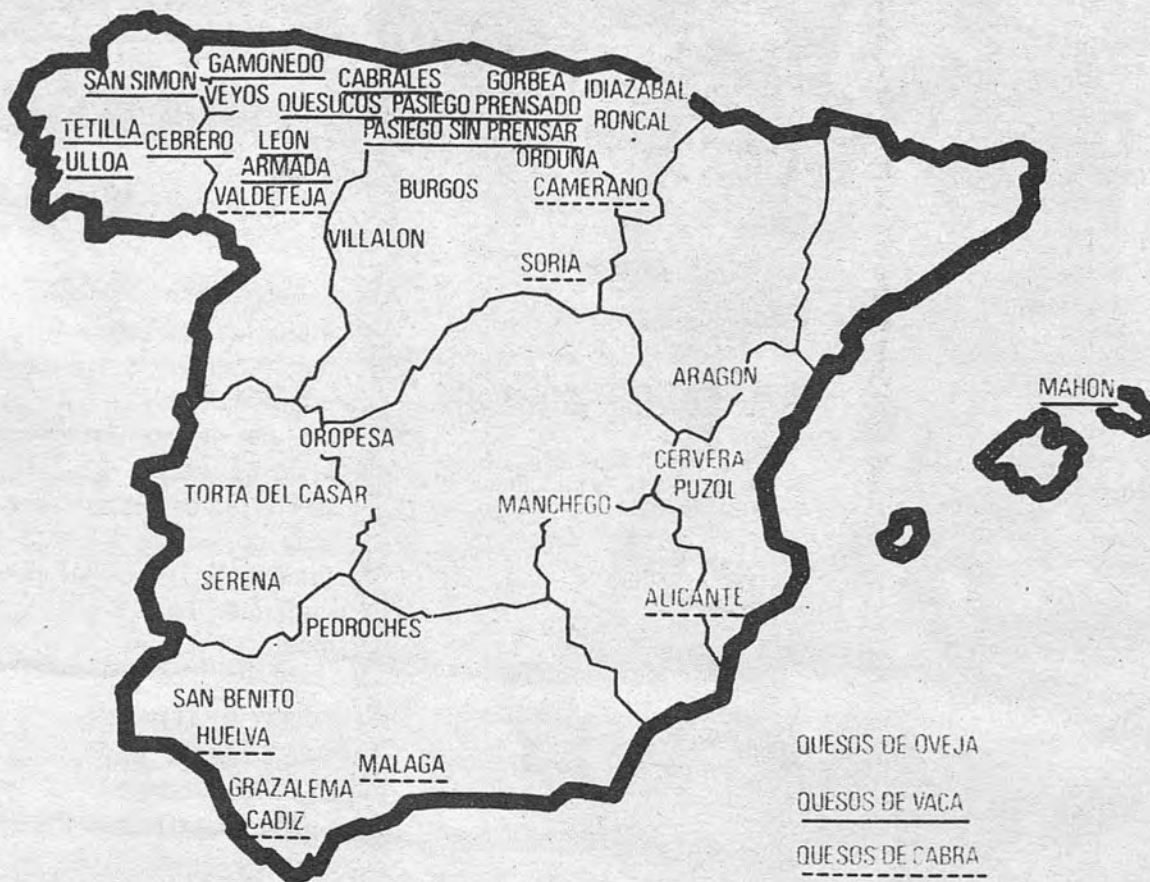 GAMONEDO
SAN SIMON
CABRALES
GORBEA
IDIAZABAL
VEYOS
QUESUCOS PASIEGO PRENSADO
RONCAL
TETILLA
CEBRERO
LEON
PASIEGO SIN PRENSAR
ULLOA
ARMADA
ORDUÑA
VALDETEJA
BURGOS
CAMERANO
VILLALON
SORIA
ARAGON
MAHON
OROPESA
CERVERA
PUZOL
TORTA DEL CASAR
MANCHEGO
SERENA
ALICANTE
PEDROCHES
SAN BENITO
HUELVA
MALAGA
GRAZALEMA
CADIZ
QUESOS DE OVEJA
QUESOS DE VACA
QUESOS DE CABRA